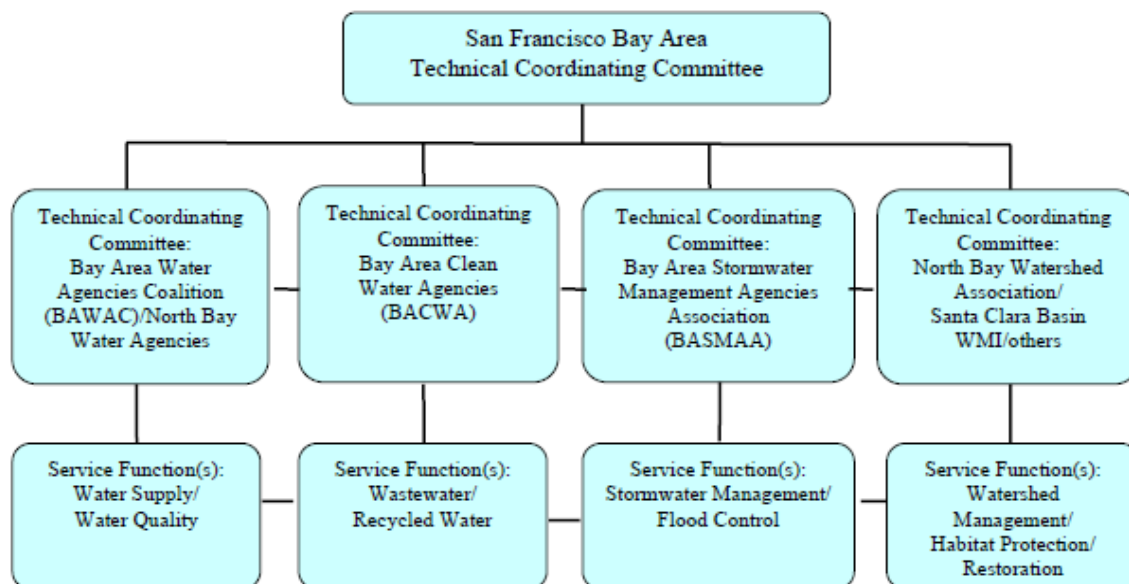 San Francisco Bay Area
Technical Coordinating Committee
Technical Coordinating
Committee:
Bay Area Water
Agencies Coalition
(BAWAC)/North Bay
Water Agencies
Technical Coordinating
Committee:
Bay Area Clean
Water Agencies
(BACWA)
Technical Coordinating
Committee:
Bay Area Stormwater
Management Agencies
Association
(BASMAA)
Technical Coordinating
Committee:
North Bay Watershed
Association/
Santa Clara Basin
WMI/others
Service Function(s):
Water Supply/
Water Quality
Service Function(s):
Wastewater/
Recycled Water
Service Function(s):
Stormwater Management/
Flood Control
Service Function(s):
Watershed
Management/
Habitat Protection/
Restoration